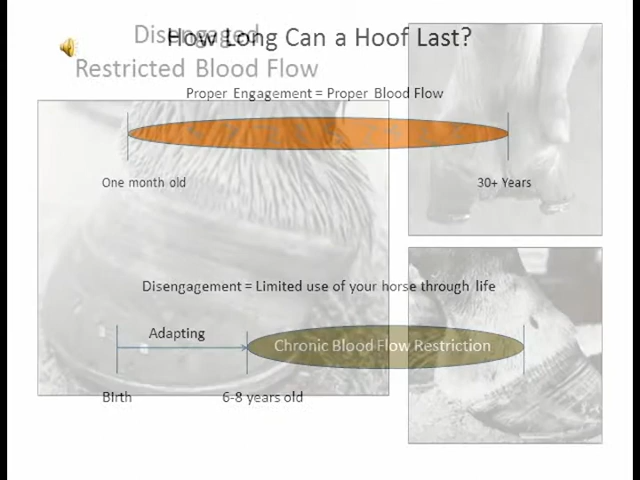 Disengaged
How Long Can a Hoof Last?
Restricted Blood Flow
Proper Engagement = Proper Blood Flow
One month old
30+ Years
Disengagement = Limited use of your horse through life
Adapting
Chronic Blood Flow Restriction
Birth
6-8 years old